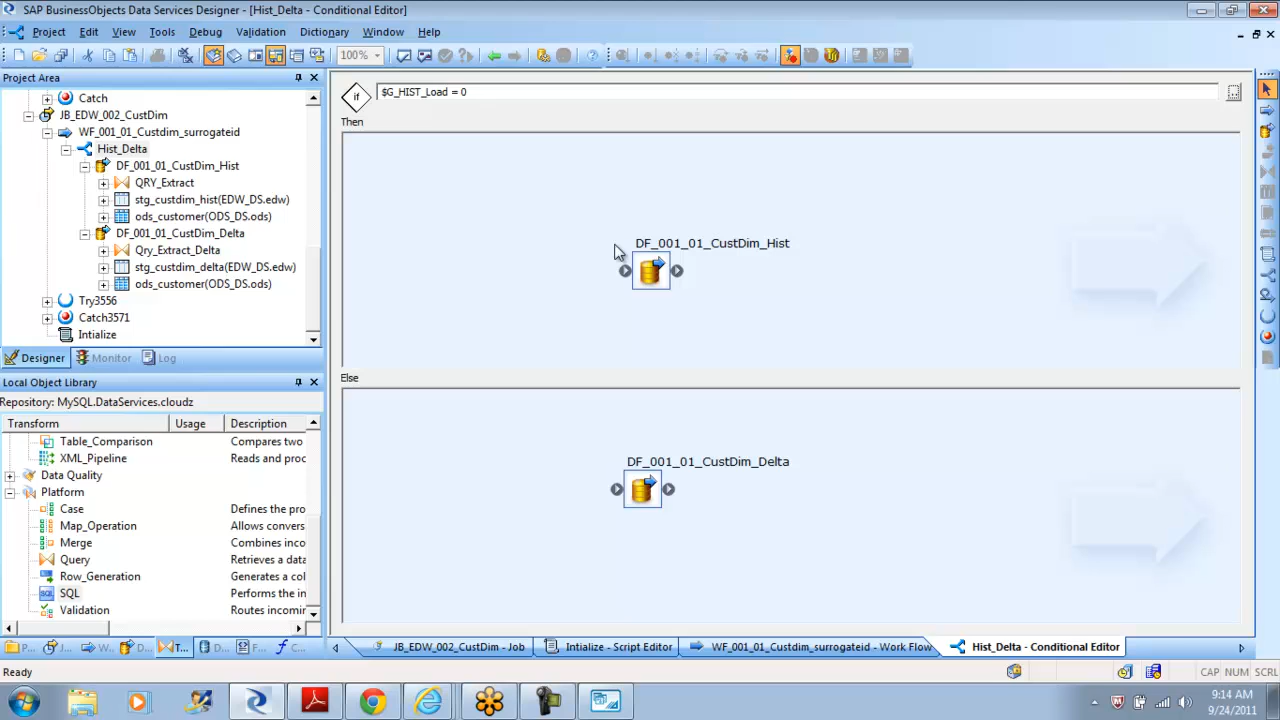 SAP BusinessObjects Data Services Designer - [Hist_Delta - Conditional Editor]
Project Edit View Tools Debug Validation Dictionary Window Help
100%
Project Area
Catch
JB_EDW_002_CustDim
WF_001_01_Custdim_surrogateid
Hist_Delta
DF_001_01_CustDim_Hist
QRY_Extract
stg_custdim_hist(EDW_DS.edw)
ods_customer(ODS_DS.ods)
DF_001_01_CustDim_Delta
Qry_Extract_Delta
stg_custdim_delta(EDW_DS.edw)
ods_customer(ODS_DS.ods)
Try3556
Catch3571
Intialize
Designer Monitor Log
Local Object Library
Repository: MySQL.DataServices.cloudz
Transform Usage Description
Table_Comparison Compares two
XML_Pipeline Reads and proc
Data Quality
Platform
Case Defines the pro
Map_Operation Allows convers
Merge Combines inco
Query Retrieves a data
Row_Generation Generates a col
SQL Performs the in
Validation Routes incomin
P... J... W... D... T... D... F... C...
if $G_HIST_Load = 0
Then
DF_001_01_CustDim_Hist
Else
DF_001_01_CustDim_Delta
JB_EDW_002_CustDim - Job Intialize - Script Editor WF_001_01_Custdim_surrogateid - Work Flow Hist_Delta - Conditional Editor
Ready
CAP NUM SCRL
9:14 AM
9/24/2011